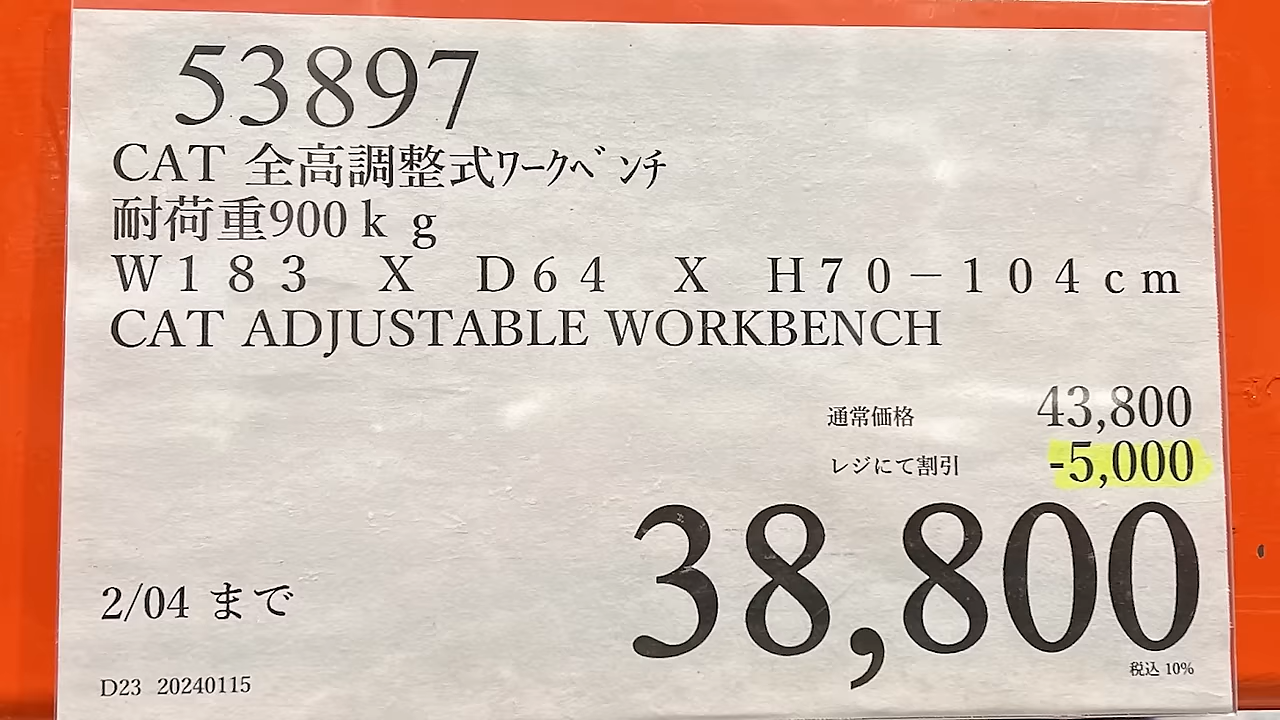 53897
CAT 全高調整式ﾜｰｸﾍﾞﾝﾁ
耐荷重900ｋｇ
Ｗ１８３　Ｘ　Ｄ６４　Ｘ　Ｈ７０－１０４ｃｍ
CAT ADJUSTABLE WORKBENCH
通常価格 43,800
レジにて割引 -5,000
38,800
2/04 まで
税込 10%
D23 20240115